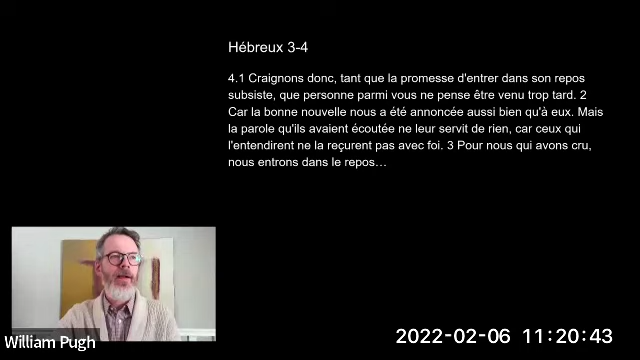 Hébreux 3-4
4.1 Craignons donc, tant que la promesse d'entrer dans son repos
subsiste, que personne parmi vous ne pense être venu trop tard. 2
Car la bonne nouvelle nous a été annoncée aussi bien qu'à eux. Mais
la parole qu'ils avaient écoutée ne leur servit de rien, car ceux qui
l'entendirent ne la reçurent pas avec foi. 3 Pour nous qui avons cru,
nous entrons dans le repos…
William Pugh
2022-02-06 11:20:43